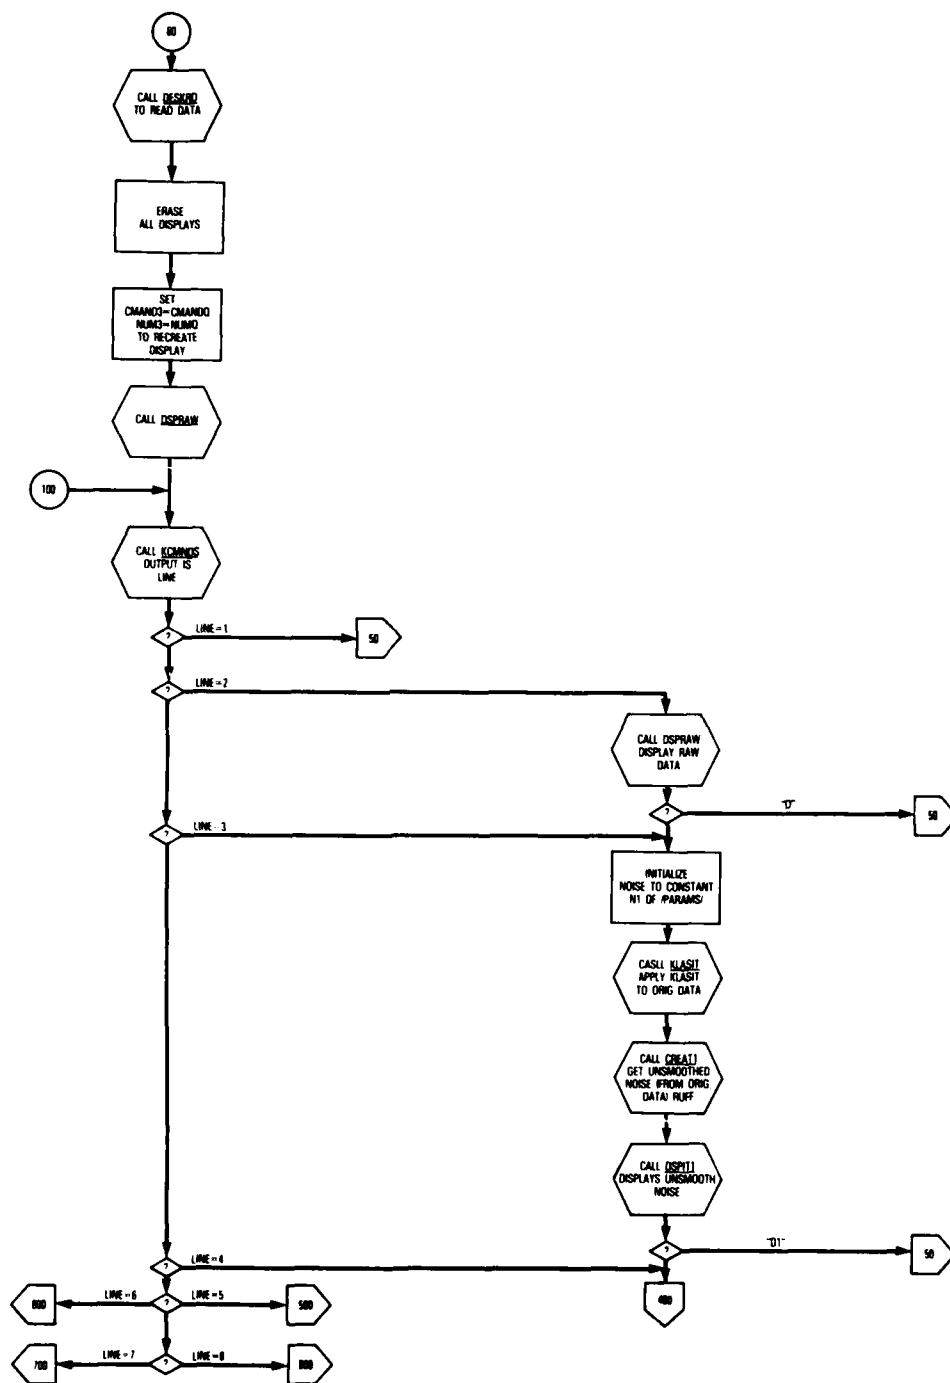 80
CALL DESKRD
TO READ DATA
ERASE
ALL DISPLAYS
SET
CMAND3=CMANDO
NUM3=NUMO
TO RECREATE
DISPLAY
CALL DSPRAW
100
CALL KCMNDS
OUTPUT IS
LINE
?
LINE=1
50
?
LINE=2
CALL DSPRAW
DISPLAY RAW
DATA
?
"D"
50
?
LINE=3
INITIALIZE
NOISE TO CONSTANT
N1 OF /PARAMS/
CASLL KLASIT
APPLY KLASIT
TO ORIG DATA
CALL CREAT1
GET UNSMOOTHED
NOISE (FROM ORIG
DATA) RUFF
CALL DSPIT1
DISPLAYS UNSMOOTH
NOISE
?
"D1"
50
?
LINE=4
400
LINE=6
?
LINE=5
500
700
LINE=7
?